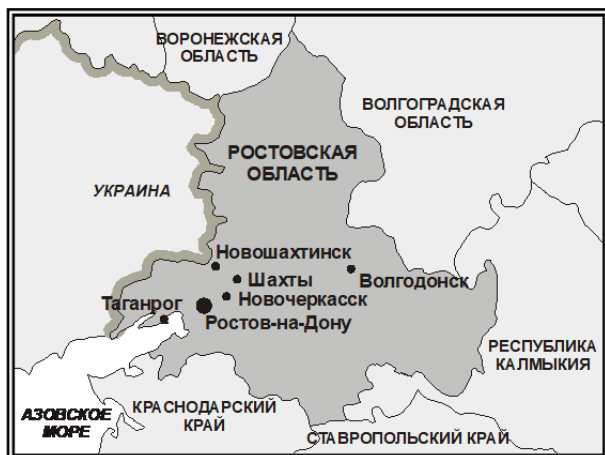 ВОРОНЕЖСКАЯ
ОБЛАСТЬ
ВОЛГОГРАДСКАЯ
ОБЛАСТЬ
РОСТОВСКАЯ
ОБЛАСТЬ
УКРАИНА
Новошахтинск
Шахты
Волгодонск
Новочеркасск
Таганрог
Ростов-на-Дону
РЕСПУБЛИКА
КАЛМЫКИЯ
АЗОВСКОЕ
МОРЕ
КРАСНОДАРСКИЙ
КРАЙ
СТАВРОПОЛЬСКИЙ КРАЙ